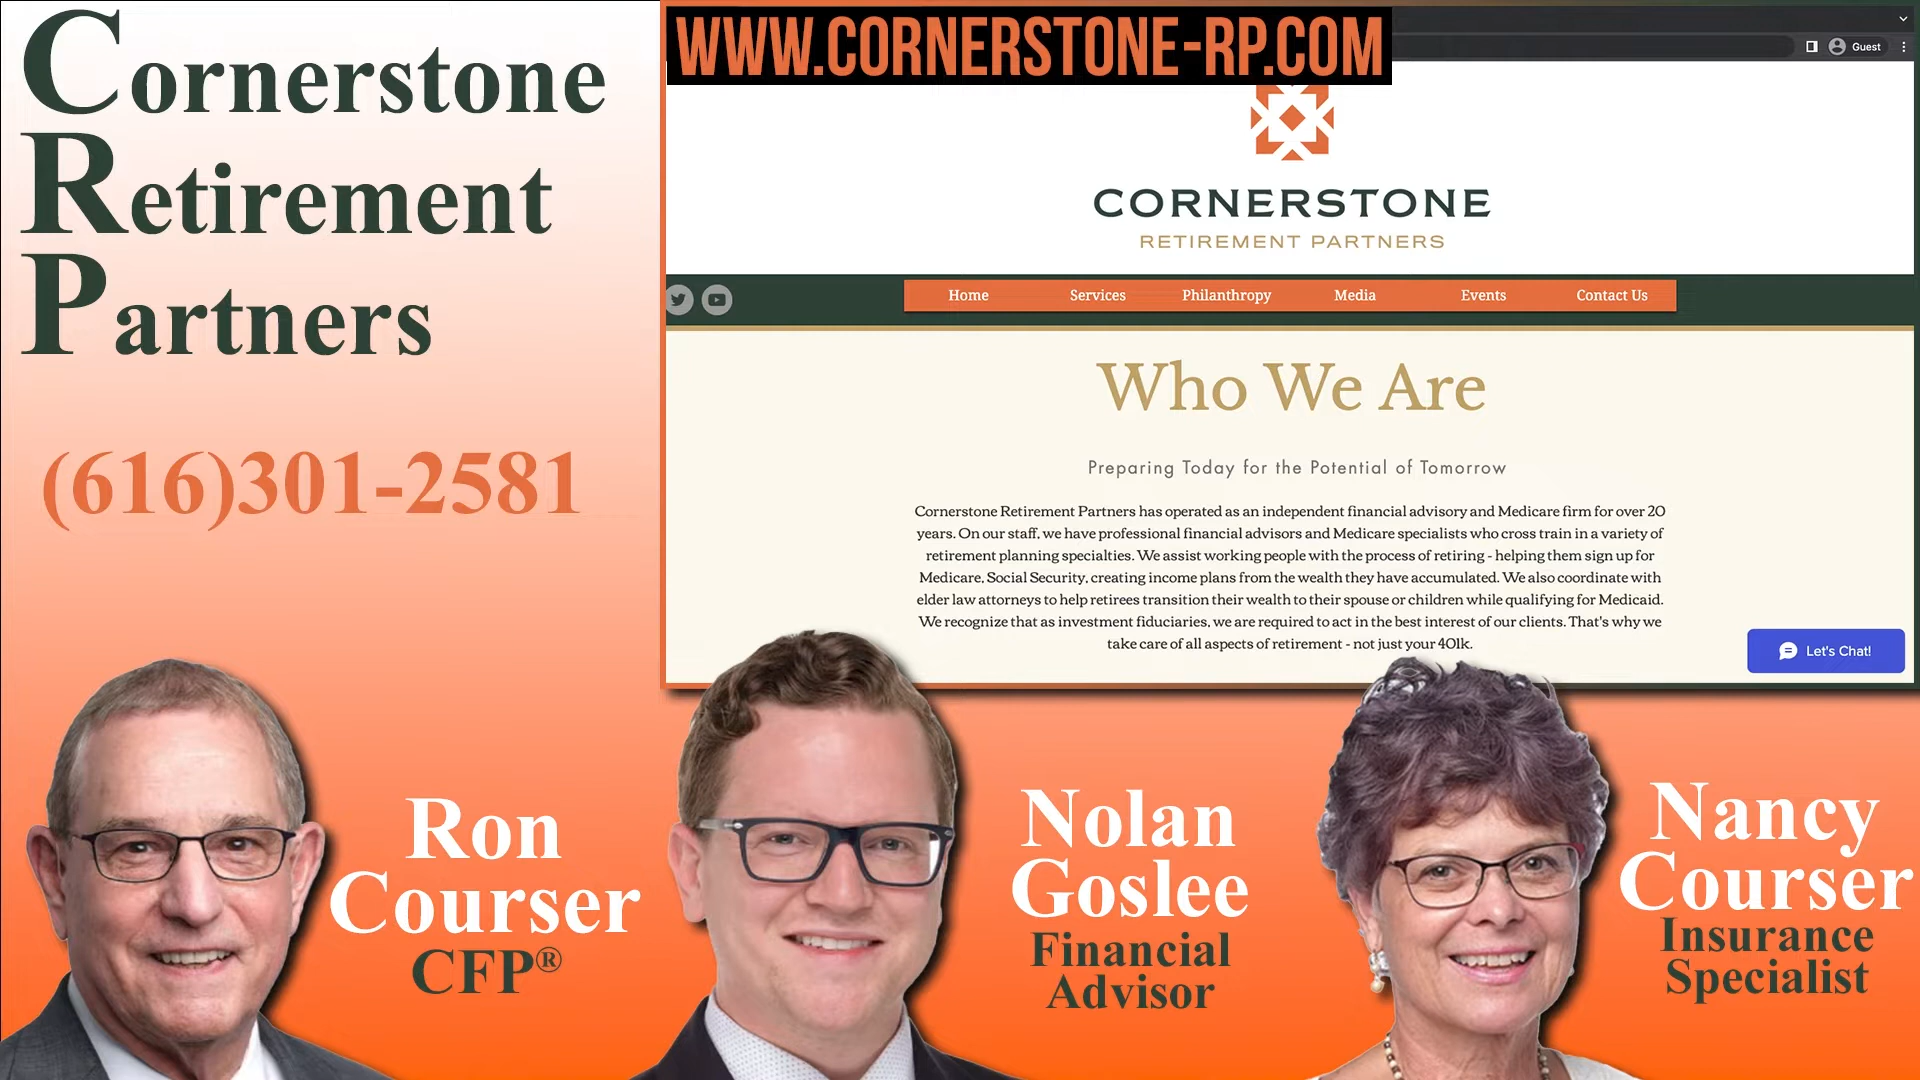 Cornerstone
Retirement
Partners
(616)301-2581
WWW.CORNERSTONE-RP.COM
Guest
CORNERSTONE
RETIREMENT PARTNERS
Home Services Philanthropy Media Events Contact Us
Who We Are
Preparing Today for the Potential of Tomorrow
Cornerstone Retirement Partners has operated as an independent financial advisory and Medicare firm for over 20
years. On our staff, we have professional financial advisors and Medicare specialists who cross train in a variety of
retirement planning specialties. We assist working people with the process of retiring - helping them sign up for
Medicare, Social Security, creating income plans from the wealth they have accumulated. We also coordinate with
elder law attorneys to help retirees transition their wealth to their spouse or children while qualifying for Medicaid.
We recognize that as investment fiduciaries, we are required to act in the best interest of our clients. That's why we
take care of all aspects of retirement - not just your 401k.
Let's Chat!
Ron
Courser
CFP®
Nolan
Goslee
Financial
Advisor
Nancy
Courser
Insurance
Specialist